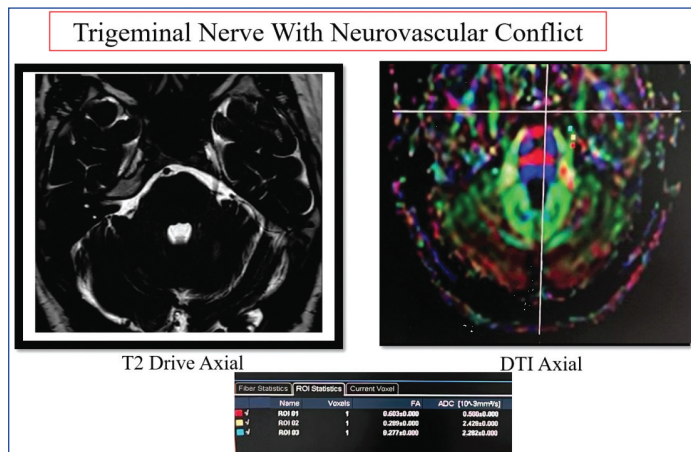 Trigeminal Nerve With Neurovascular Conflict
T2 Drive Axial
DTI Axial
Fiber Statistics ROI Statistics Current Voxel
Name Voxels FA ADC [10^-3mm²/s]
ROI 01 1 0.603±0.000 0.500±0.000
ROI 02 1 0.289±0.000 2.428±0.000
ROI 03 1 0.277±0.000 2.282±0.000